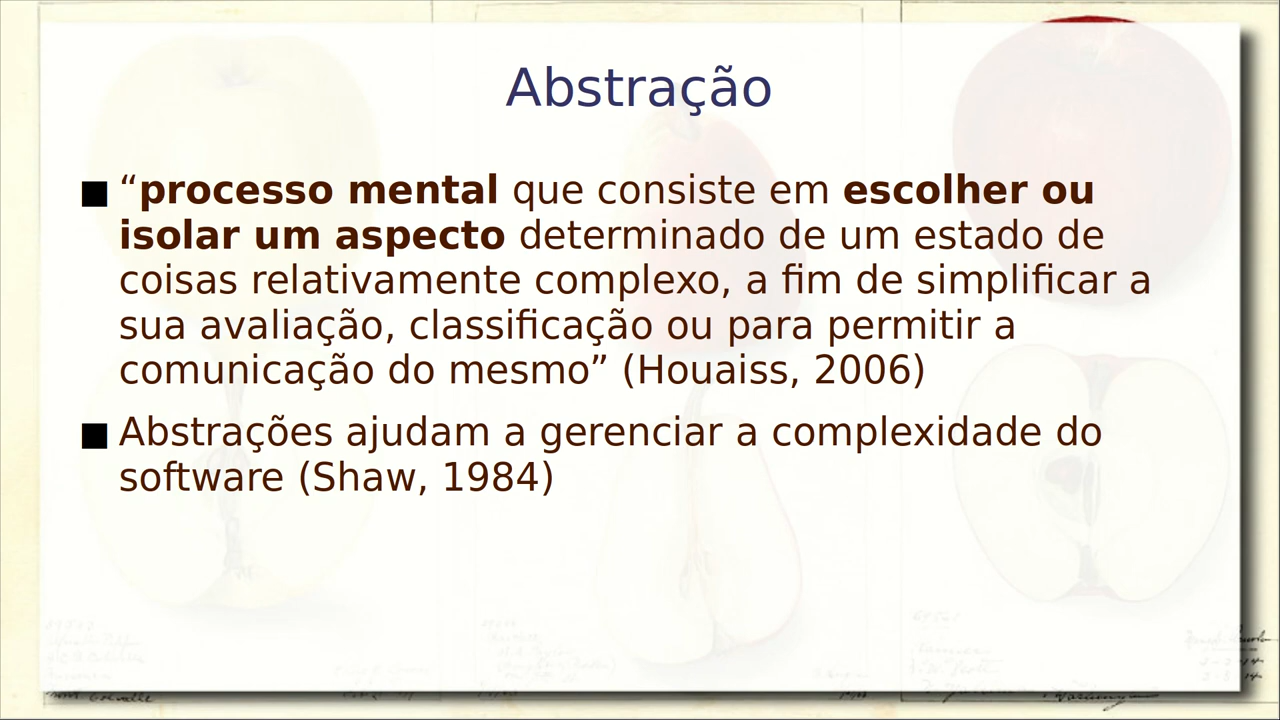 Abstração
■ “processo mental que consiste em escolher ou
isolar um aspecto determinado de um estado de
coisas relativamente complexo, a fim de simplificar a
sua avaliação, classificação ou para permitir a
comunicação do mesmo” (Houaiss, 2006)
■ Abstrações ajudam a gerenciar a complexidade do
software (Shaw, 1984)